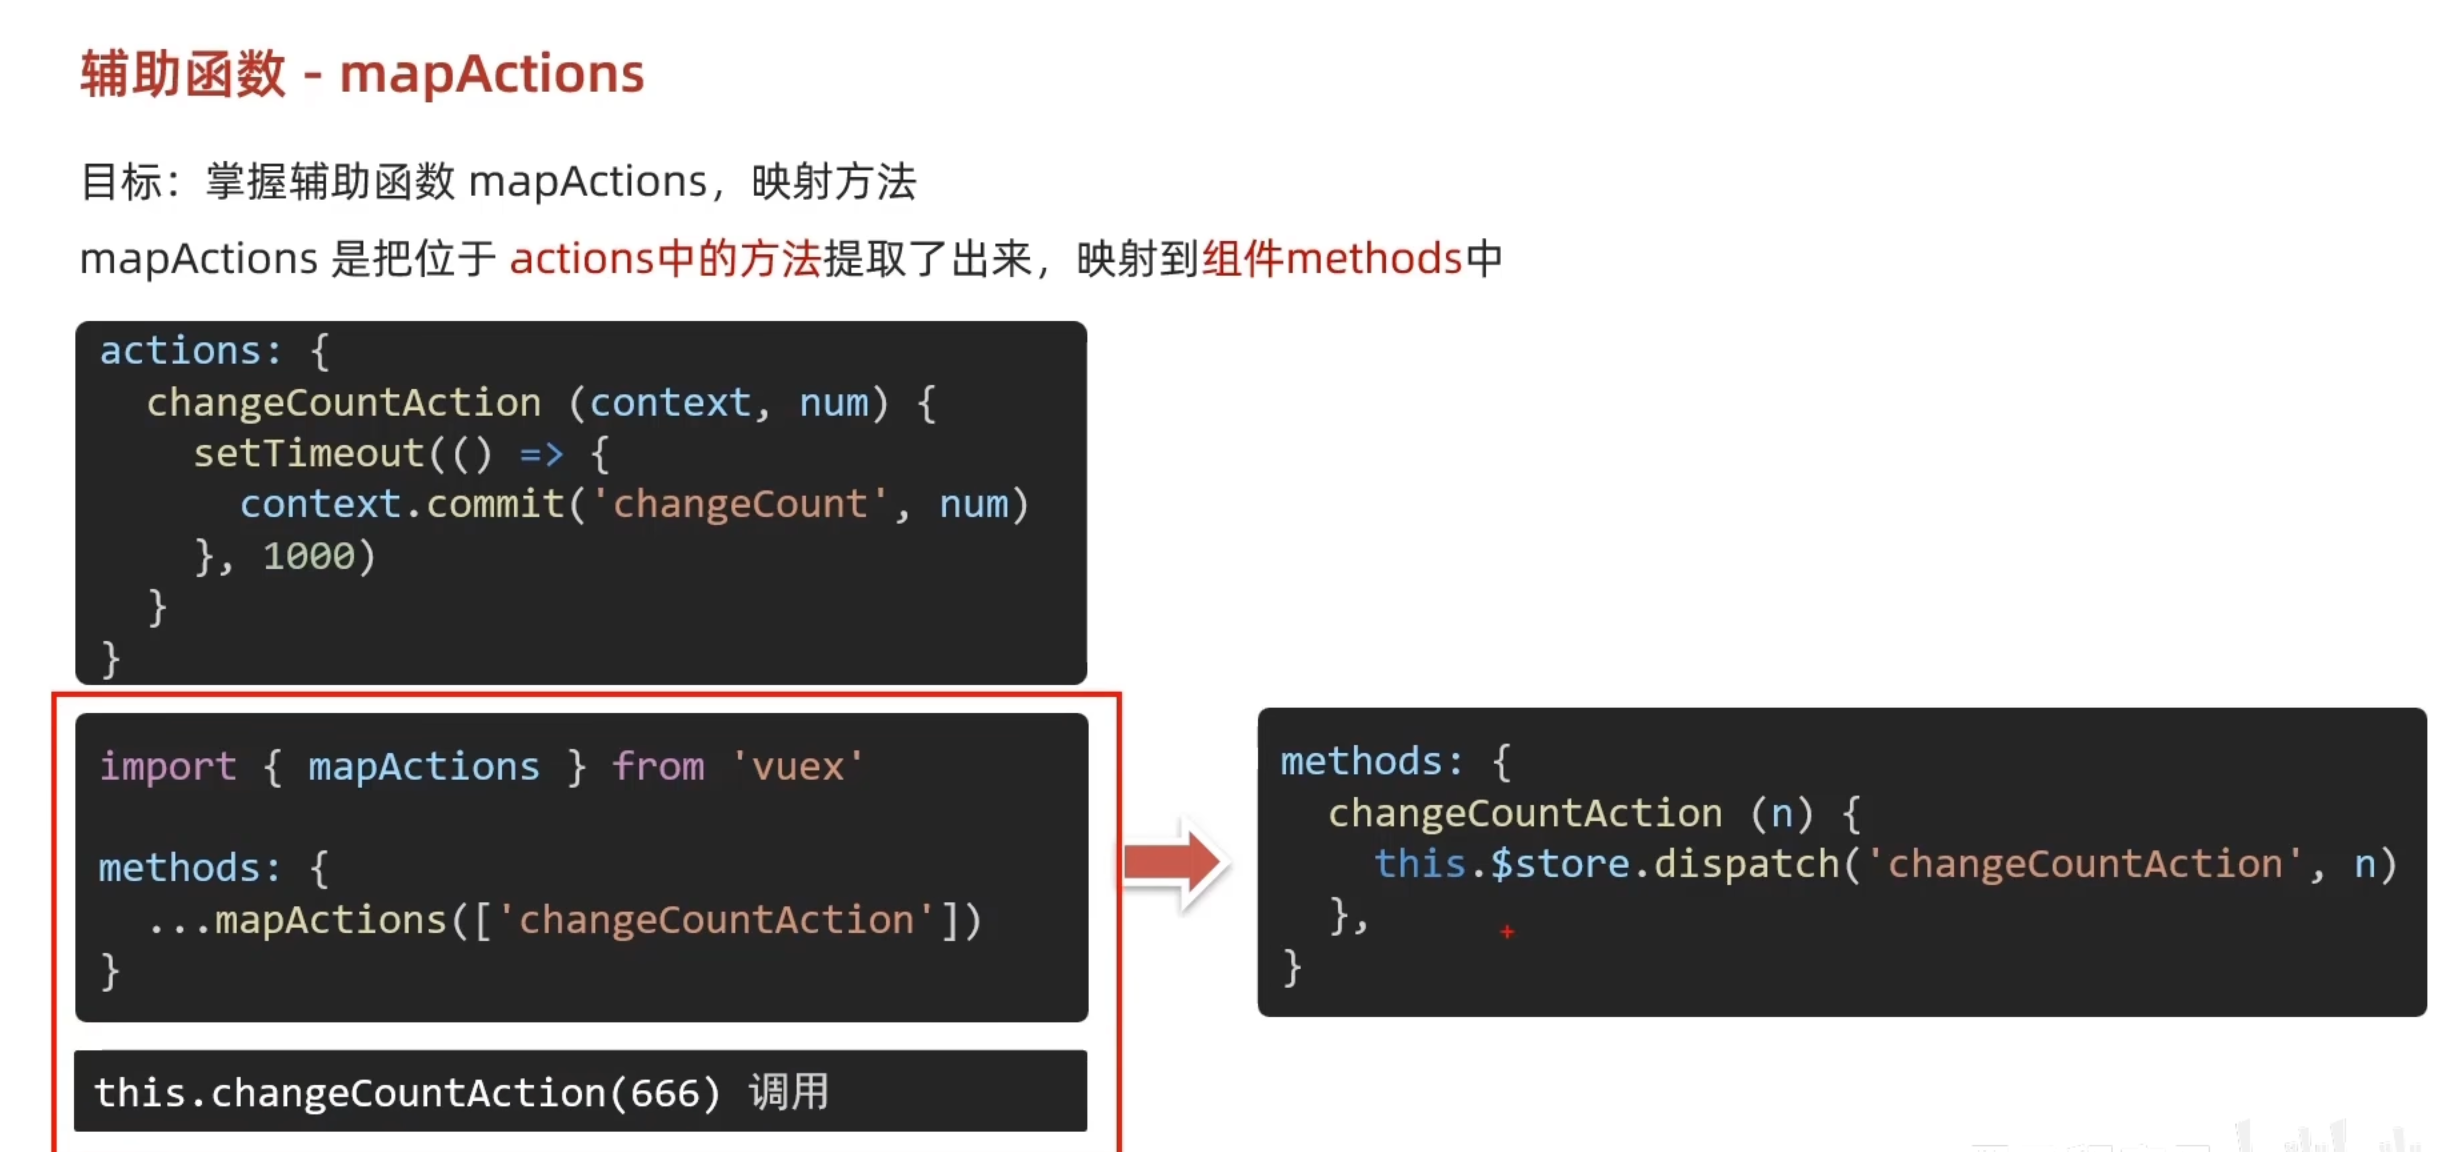 辅助函数 - mapActions
目标：掌握辅助函数 mapActions，映射方法
mapActions 是把位于 actions中的方法提取了出来，映射到组件methods中
actions: {
  changeCountAction (context, num) {
    setTimeout(() => {
      context.commit('changeCount', num)
    }, 1000)
  }
}
import { mapActions } from 'vuex'
methods: {
  ...mapActions(['changeCountAction'])
}
this.changeCountAction(666) 调用
methods: {
  changeCountAction (n) {
    this.$store.dispatch('changeCountAction', n)
  },
}